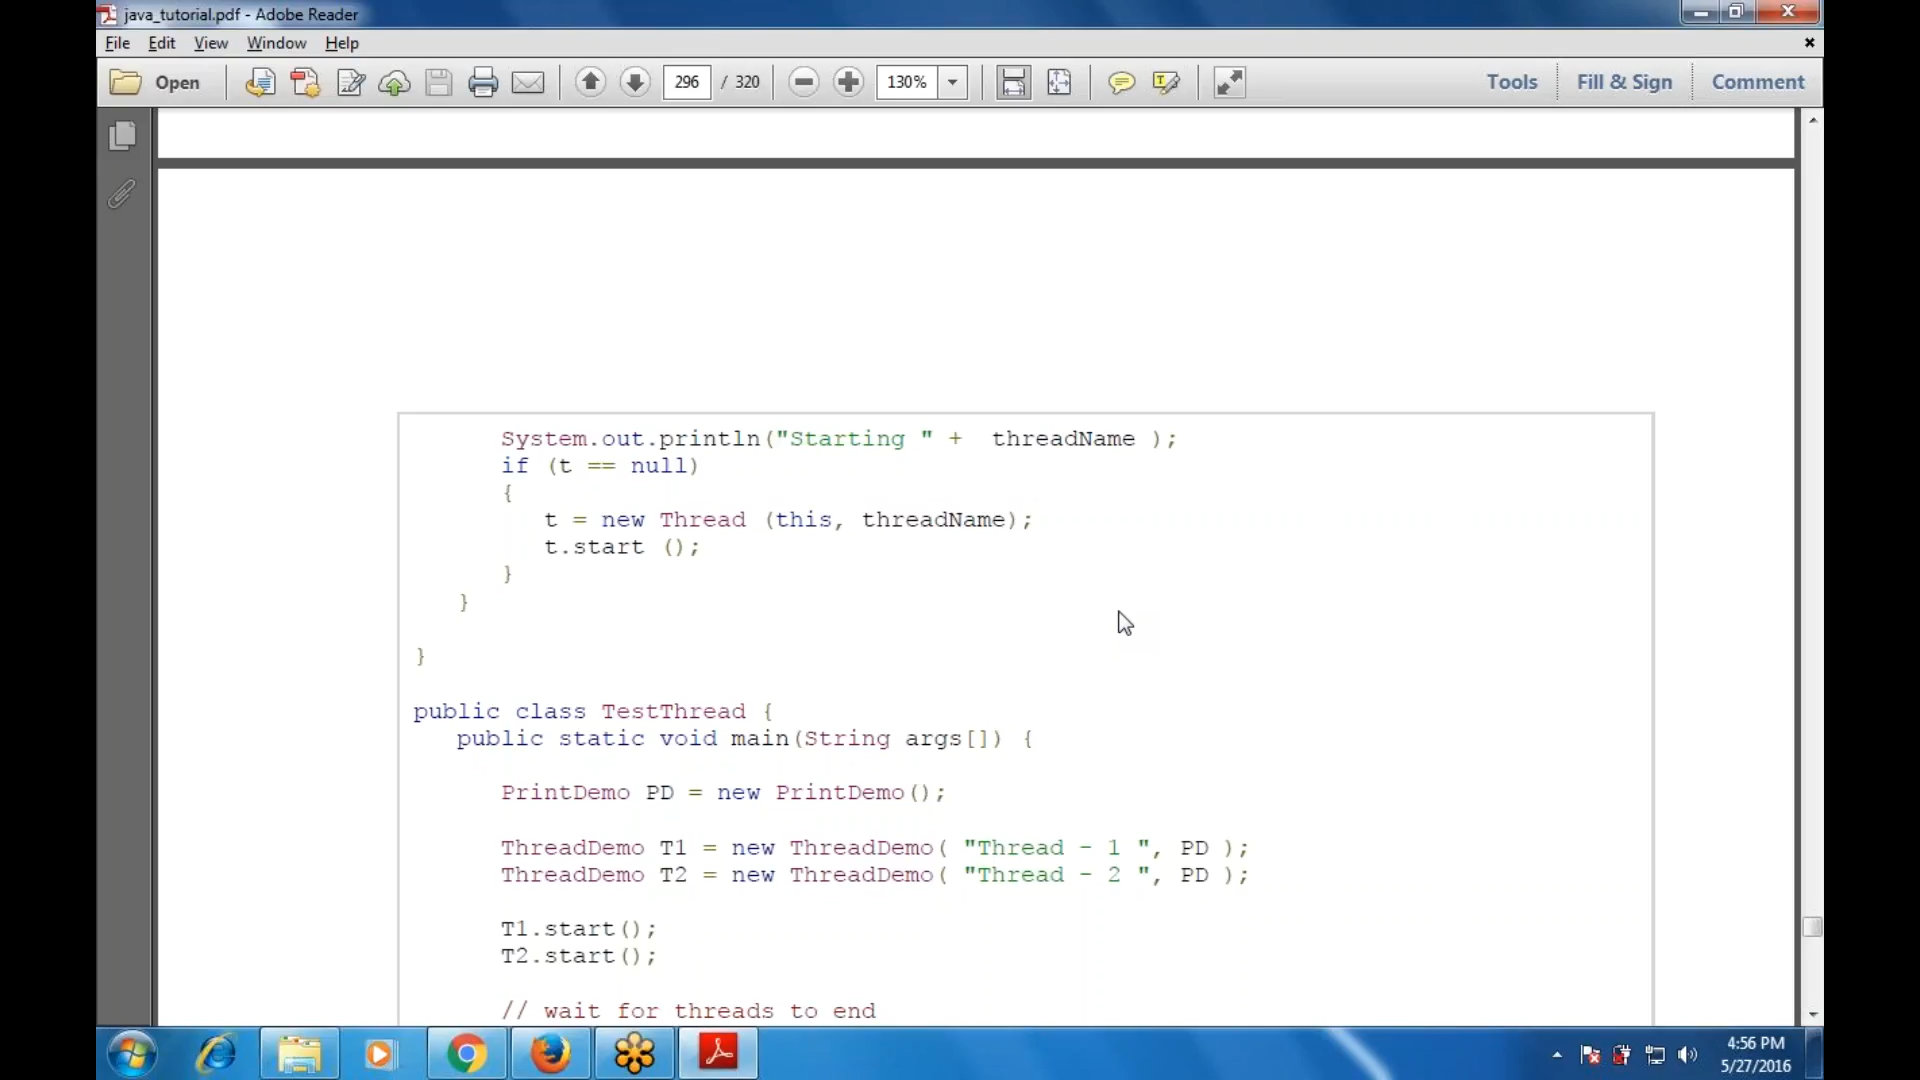 java_tutorial.pdf - Adobe Reader
File Edit View Window Help
Open 296 / 320 130% Tools Fill & Sign Comment
System.out.println("Starting " +  threadName );
if (t == null)
{
t = new Thread (this, threadName);
t.start ();
}
}
}
public class TestThread {
public static void main(String args[]) {
PrintDemo PD = new PrintDemo();
ThreadDemo T1 = new ThreadDemo( "Thread - 1 ", PD );
ThreadDemo T2 = new ThreadDemo( "Thread - 2 ", PD );
T1.start();
T2.start();
// wait for threads to end
4:56 PM
5/27/2016